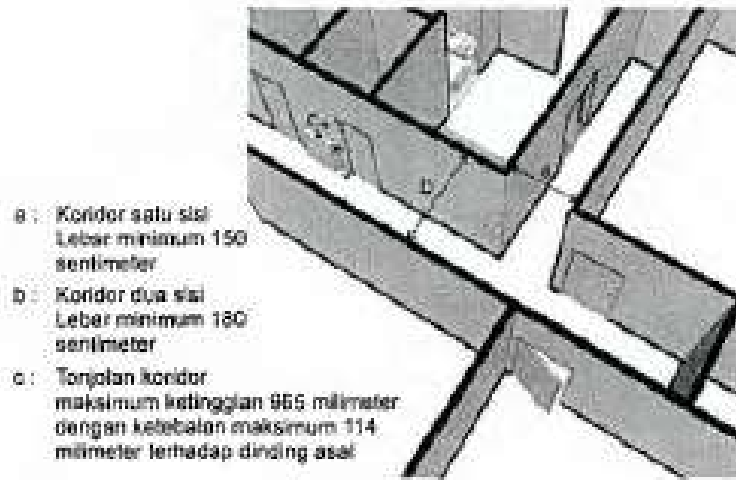 a : Koridor satu sisi
Lebar minimum 150
sentimeter
b : Koridor dua sisi
Lebar minimum 180
sentimeter
c : Tonjolan koridor
maksimum ketinggian 965 milimeter
dengan ketebalan maksimum 114
milimeter terhadap dinding asal
c
b
a